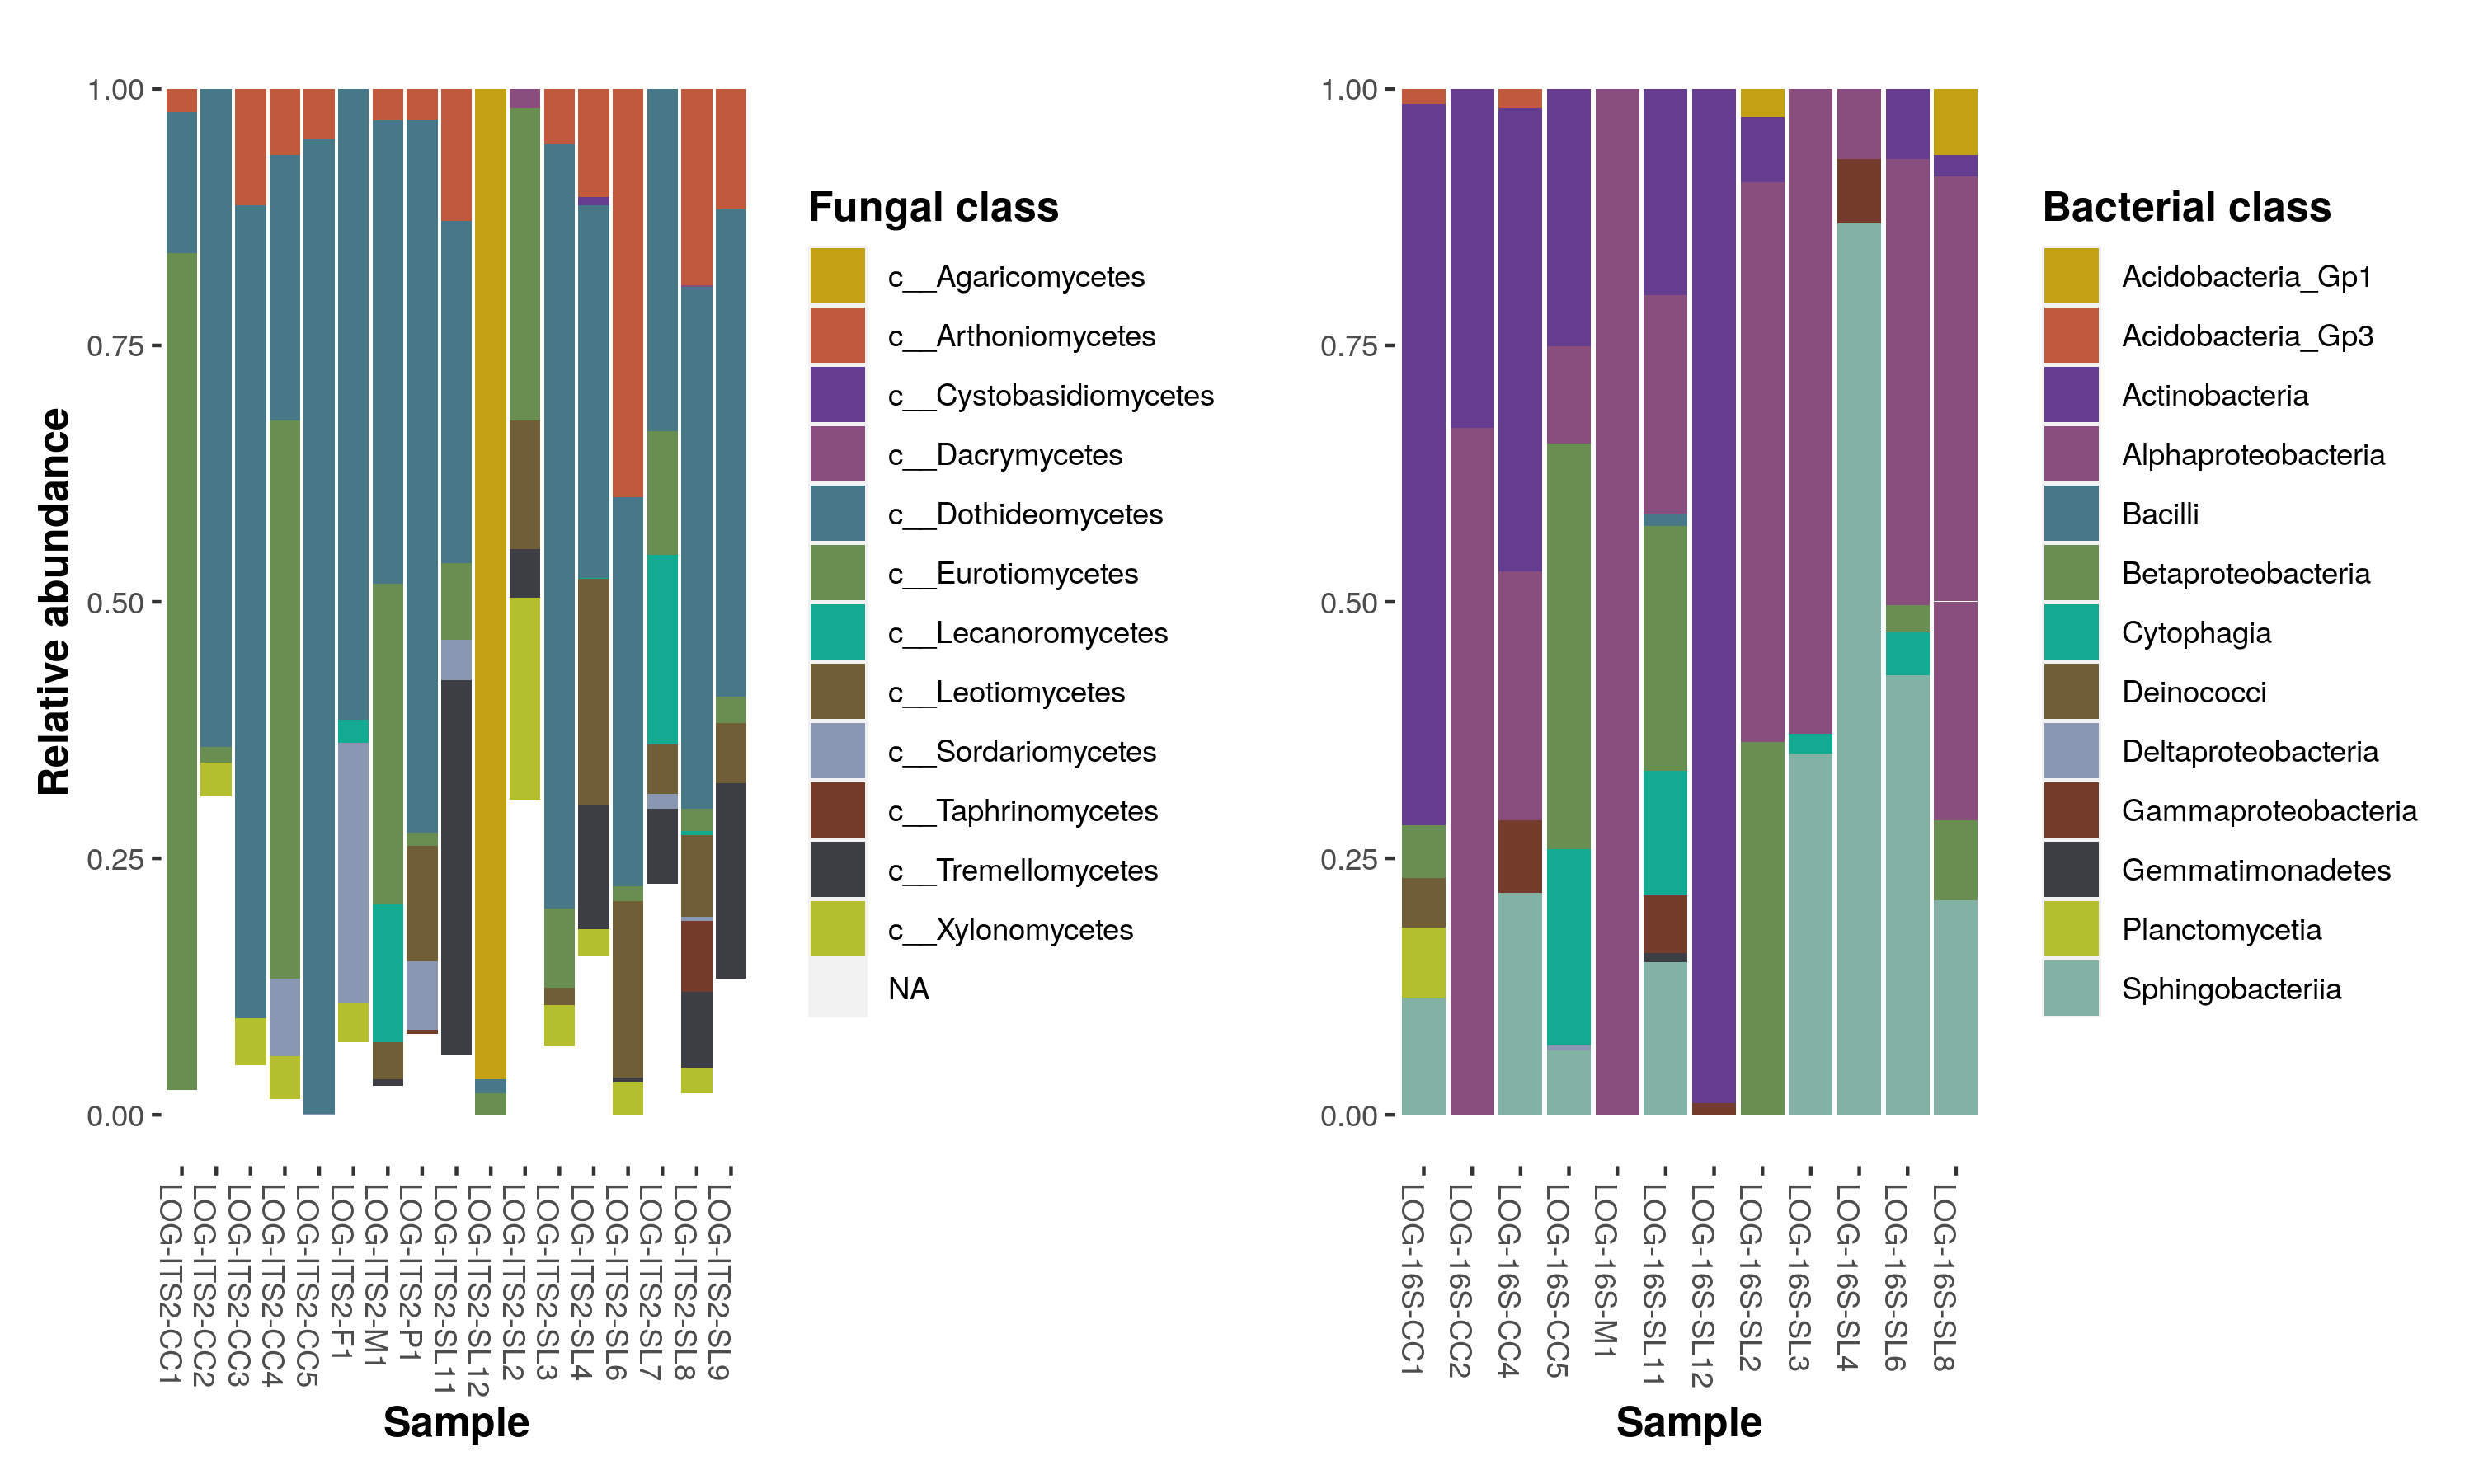 Relative abundance
1.00
0.75
0.50
0.25
0.00
LOG-ITS2-CC1
LOG-ITS2-CC2
LOG-ITS2-CC3
LOG-ITS2-CC4
LOG-ITS2-CC5
LOG-ITS2-F1
LOG-ITS2-M1
LOG-ITS2-P1
LOG-ITS2-SL11
LOG-ITS2-SL12
LOG-ITS2-SL2
LOG-ITS2-SL3
LOG-ITS2-SL4
LOG-ITS2-SL6
LOG-ITS2-SL7
LOG-ITS2-SL8
LOG-ITS2-SL9
Sample
Fungal class
c__Agaricomycetes
c__Arthoniomycetes
c__Cystobasidiomycetes
c__Dacrymycetes
c__Dothideomycetes
c__Eurotiomycetes
c__Lecanoromycetes
c__Leotiomycetes
c__Sordariomycetes
c__Taphrinomycetes
c__Tremellomycetes
c__Xylonomycetes
NA
1.00
0.75
0.50
0.25
0.00
LOG-16S-CC1
LOG-16S-CC2
LOG-16S-CC4
LOG-16S-CC5
LOG-16S-M1
LOG-16S-SL11
LOG-16S-SL12
LOG-16S-SL2
LOG-16S-SL3
LOG-16S-SL4
LOG-16S-SL6
LOG-16S-SL8
Sample
Bacterial class
Acidobacteria_Gp1
Acidobacteria_Gp3
Actinobacteria
Alphaproteobacteria
Bacilli
Betaproteobacteria
Cytophagia
Deinococci
Deltaproteobacteria
Gammaproteobacteria
Gemmatimonadetes
Planctomycetia
Sphingobacteriia